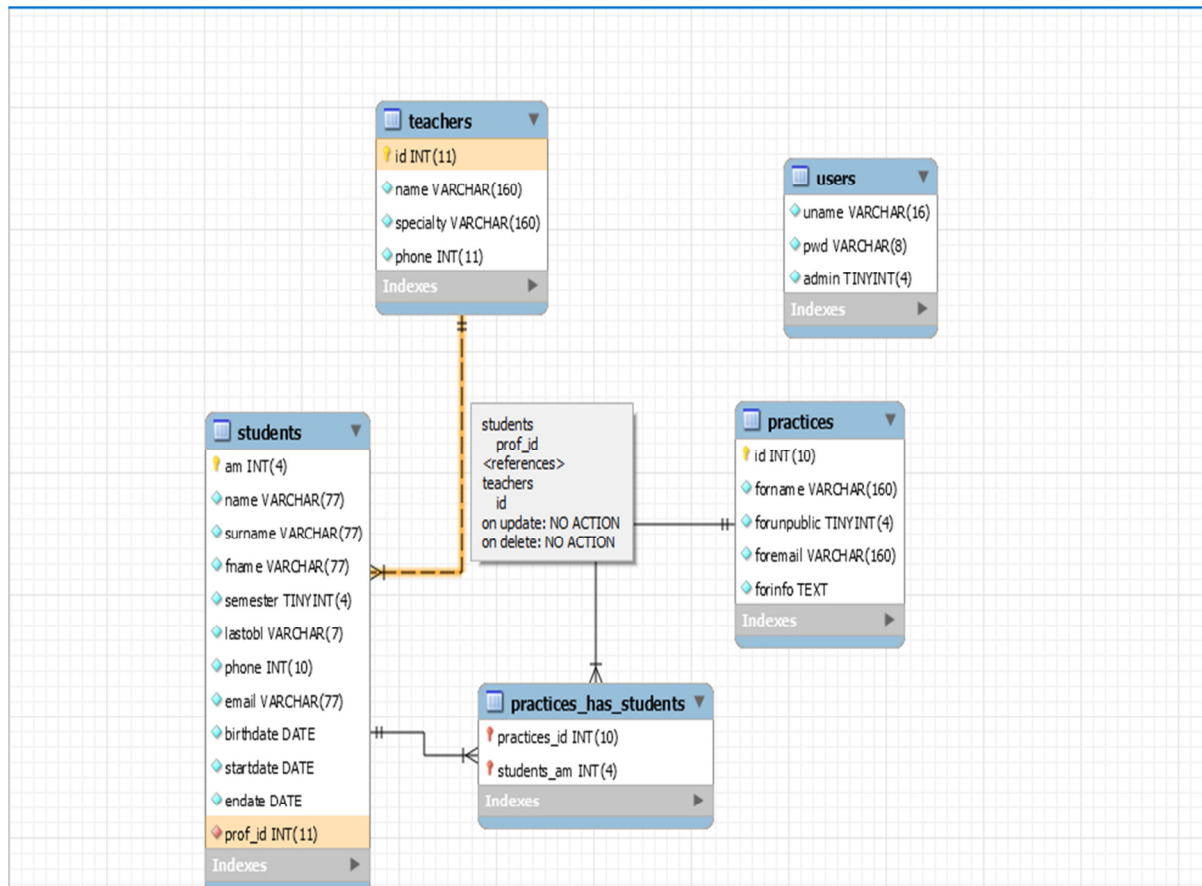 teachers
id INT(11)
name VARCHAR(160)
specialty VARCHAR(160)
phone INT(11)
Indexes
users
uname VARCHAR(16)
pwd VARCHAR(8)
admin TINYINT(4)
Indexes
students
am INT(4)
name VARCHAR(77)
surname VARCHAR(77)
fname VARCHAR(77)
semester TINYINT(4)
lastobl VARCHAR(7)
phone INT(10)
email VARCHAR(77)
birthdate DATE
startdate DATE
endate DATE
prof_id INT(11)
Indexes
students
prof_id
<references>
teachers
id
on update: NO ACTION
on delete: NO ACTION
practices
id INT(10)
forname VARCHAR(160)
forunpublic TINYINT(4)
foremail VARCHAR(160)
forinfo TEXT
Indexes
practices_has_students
practices_id INT(10)
students_am INT(4)
Indexes